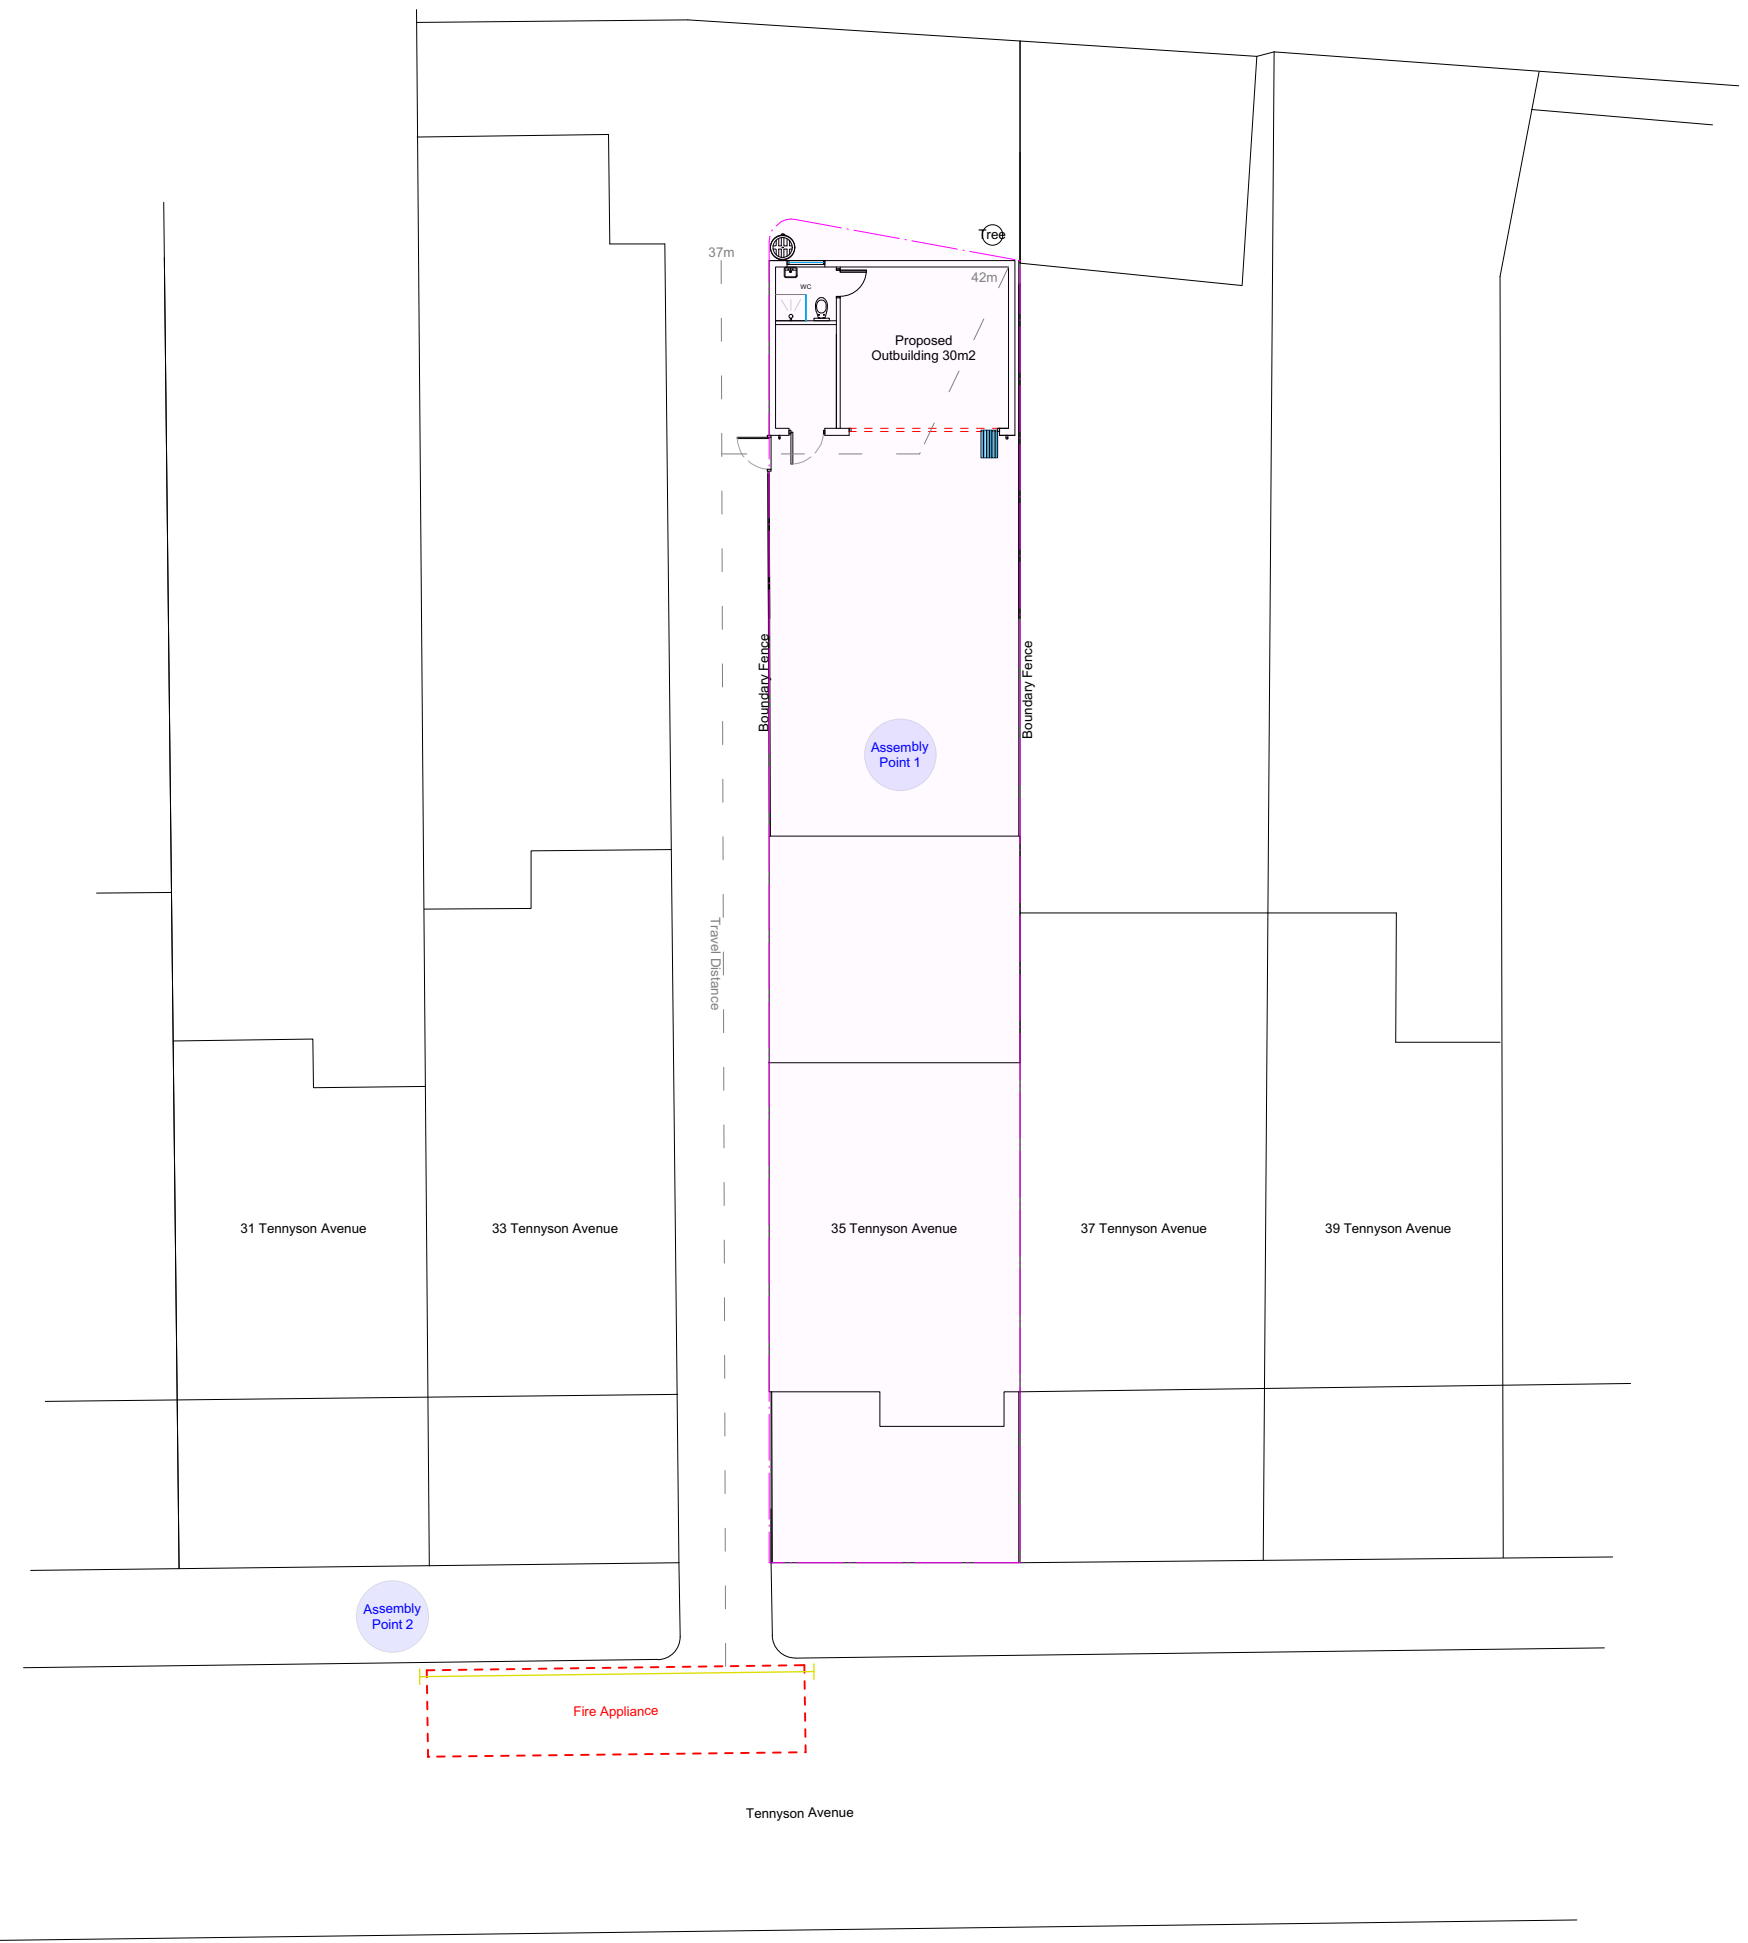 Tree
37m
42m
WC
Proposed
Outbuilding 30m2
Boundary Fence
Boundary Fence
Assembly
Point 1
Travel Distance
31 Tennyson Avenue
33 Tennyson Avenue
35 Tennyson Avenue
37 Tennyson Avenue
39 Tennyson Avenue
Assembly
Point 2
Fire Appliance
Tennyson Avenue